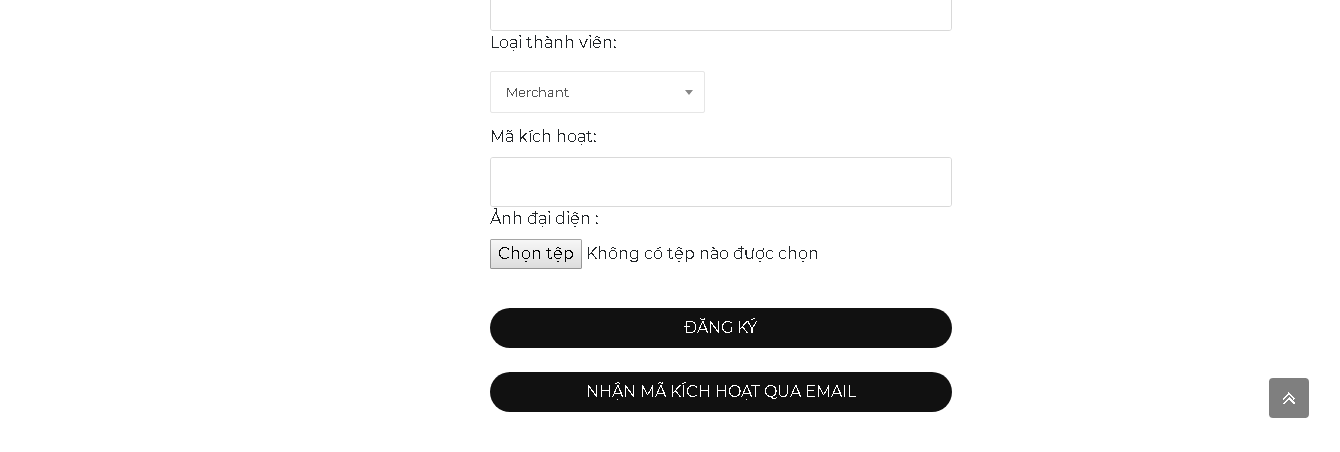 Loại thành viên:
Merchant
Mã kích hoạt:
Ảnh đại diện :
Chọn tệp Không có tệp nào được chọn
ĐĂNG KÝ
NHẬN MÃ KÍCH HOẠT QUA EMAIL